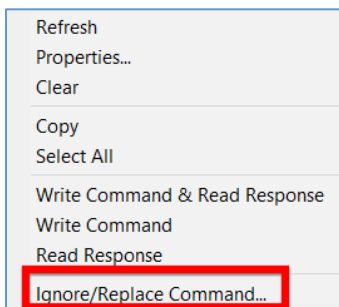 Refresh
Properties...
Clear
Copy
Select All
Write Command & Read Response
Write Command
Read Response
Ignore/Replace Command...